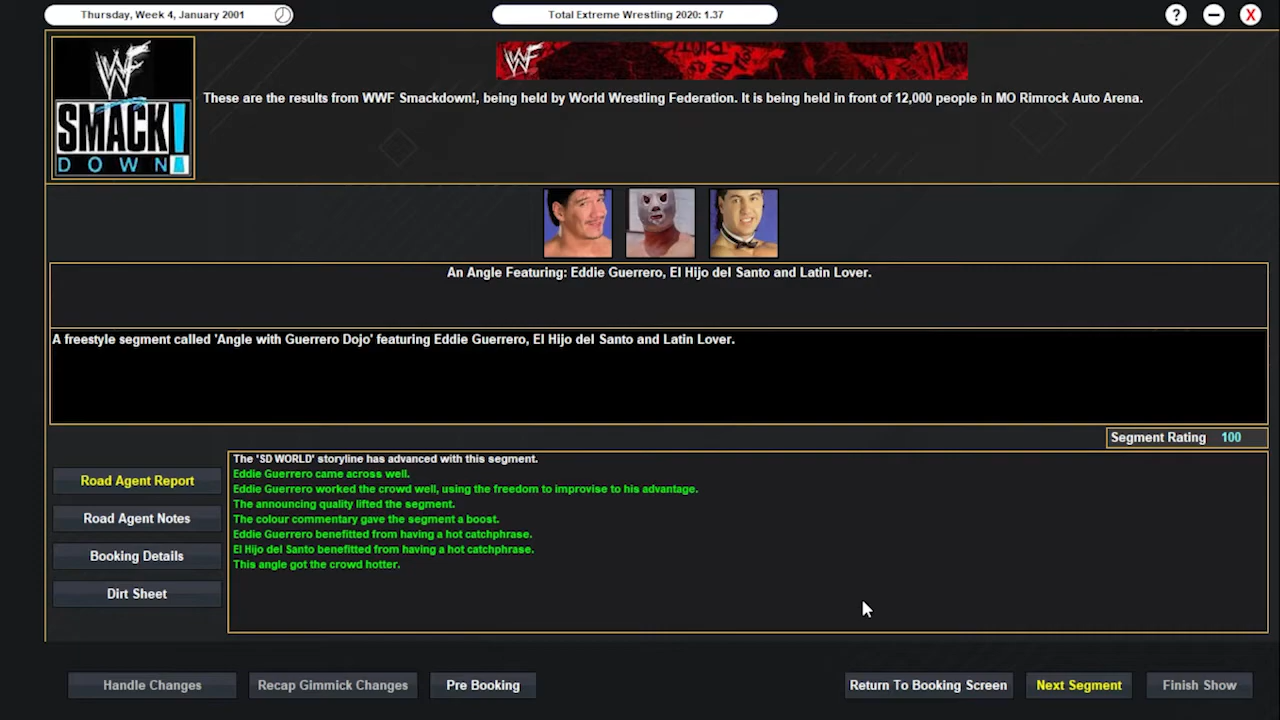 Thursday, Week 4, January 2001
Total Extreme Wrestling 2020: 1.37
?
X
WF
SMACK
DOWN!
WF
These are the results from WWF Smackdown!, being held by World Wrestling Federation. It is being held in front of 12,000 people in MO Rimrock Auto Arena.
An Angle Featuring: Eddie Guerrero, El Hijo del Santo and Latin Lover.
A freestyle segment called 'Angle with Guerrero Dojo' featuring Eddie Guerrero, El Hijo del Santo and Latin Lover.
Segment Rating 100
Road Agent Report
Road Agent Notes
Booking Details
Dirt Sheet
The 'SD WORLD' storyline has advanced with this segment.
Eddie Guerrero came across well.
Eddie Guerrero worked the crowd well, using the freedom to improvise to his advantage.
The announcing quality lifted the segment.
The colour commentary gave the segment a boost.
Eddie Guerrero benefitted from having a hot catchphrase.
El Hijo del Santo benefitted from having a hot catchphrase.
This angle got the crowd hotter.
Handle Changes
Recap Gimmick Changes
Pre Booking
Return To Booking Screen
Next Segment
Finish Show